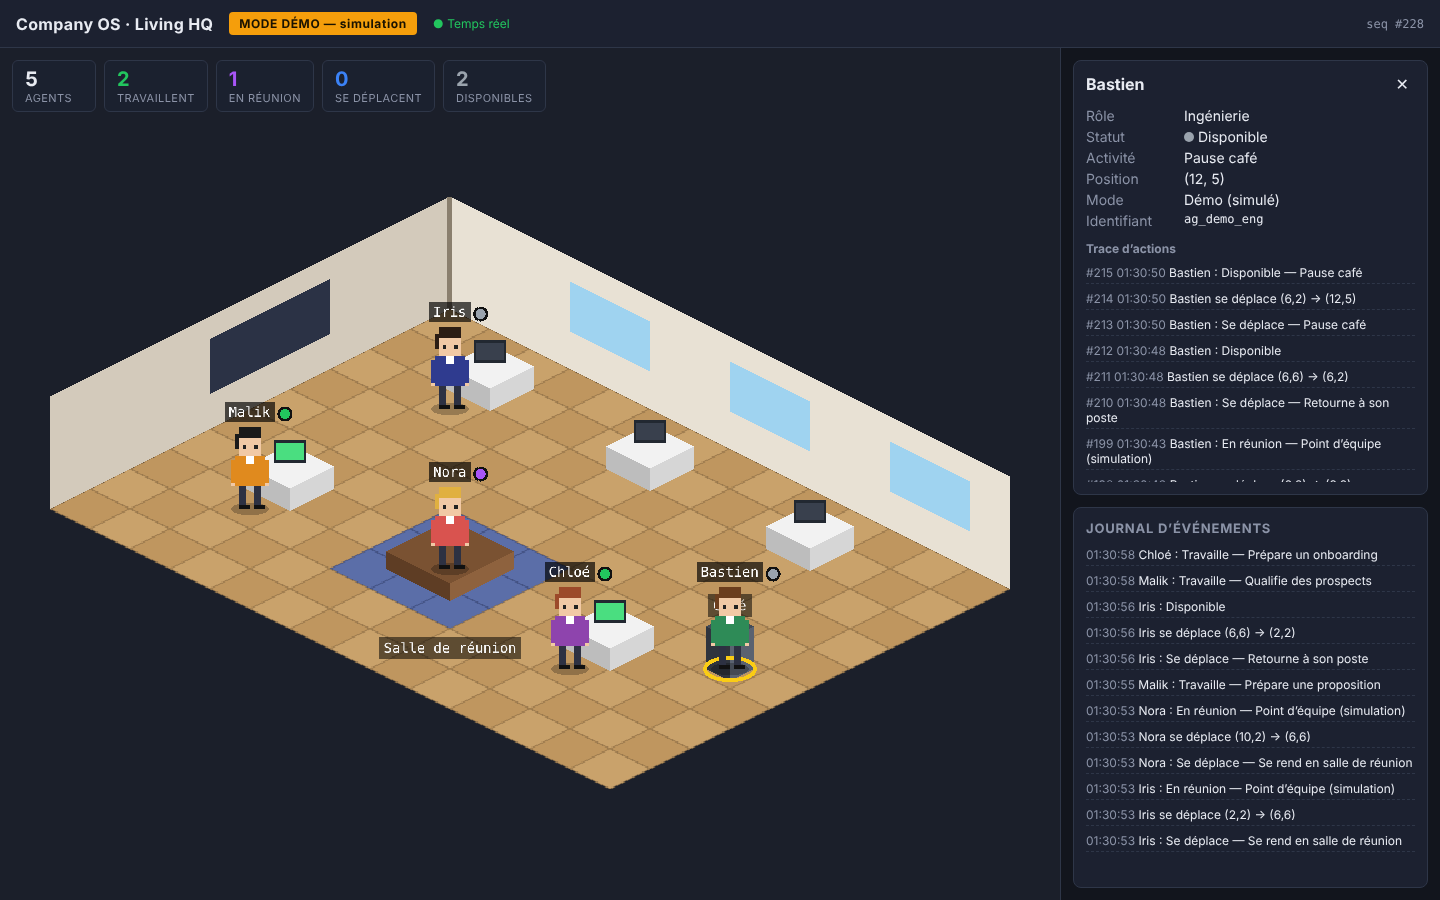 Company OS · Living HQ
MODE DÉMO — simulation
Temps réel
seq #228
5
AGENTS
2
TRAVAILLENT
1
EN RÉUNION
0
SE DÉPLACENT
2
DISPONIBLES
Iris
Malik
Nora
Chloé
Bastien
Salle de réunion
Bastien
✕
Rôle Ingénierie
Statut Disponible
Activité Pause café
Position (12, 5)
Mode Démo (simulé)
Identifiant ag_demo_eng
Trace d’actions
#215 01:30:50 Bastien : Disponible — Pause café
#214 01:30:50 Bastien se déplace (6,2) → (12,5)
#213 01:30:50 Bastien : Se déplace — Pause café
#212 01:30:48 Bastien : Disponible
#211 01:30:48 Bastien se déplace (6,6) → (6,2)
#210 01:30:48 Bastien : Se déplace — Retourne à son
poste
#199 01:30:43 Bastien : En réunion — Point d’équipe
(simulation)
JOURNAL D’ÉVÉNEMENTS
01:30:58 Chloé : Travaille — Prépare un onboarding
01:30:58 Malik : Travaille — Qualifie des prospects
01:30:56 Iris : Disponible
01:30:56 Iris se déplace (6,6) → (2,2)
01:30:56 Iris : Se déplace — Retourne à son poste
01:30:55 Malik : Travaille — Prépare une proposition
01:30:53 Nora : En réunion — Point d’équipe (simulation)
01:30:53 Nora se déplace (10,2) → (6,6)
01:30:53 Nora : Se déplace — Se rend en salle de réunion
01:30:53 Iris : En réunion — Point d’équipe (simulation)
01:30:53 Iris se déplace (2,2) → (6,6)
01:30:53 Iris : Se déplace — Se rend en salle de réunion